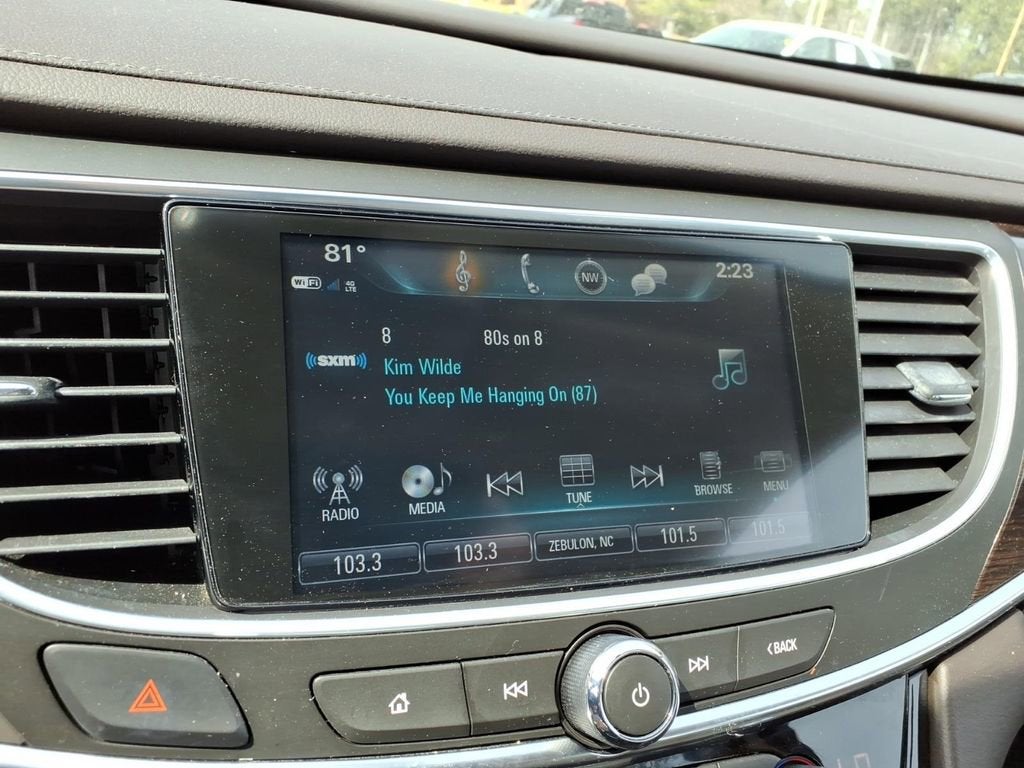 81°
WiFi
4G
LTE
NW
2:23
8 80s on 8
((sxm))
Kim Wilde
You Keep Me Hanging On (87)
RADIO
MEDIA
TUNE
BROWSE
MENU
103.3
103.3
ZEBULON, NC
101.5
101.5
BACK